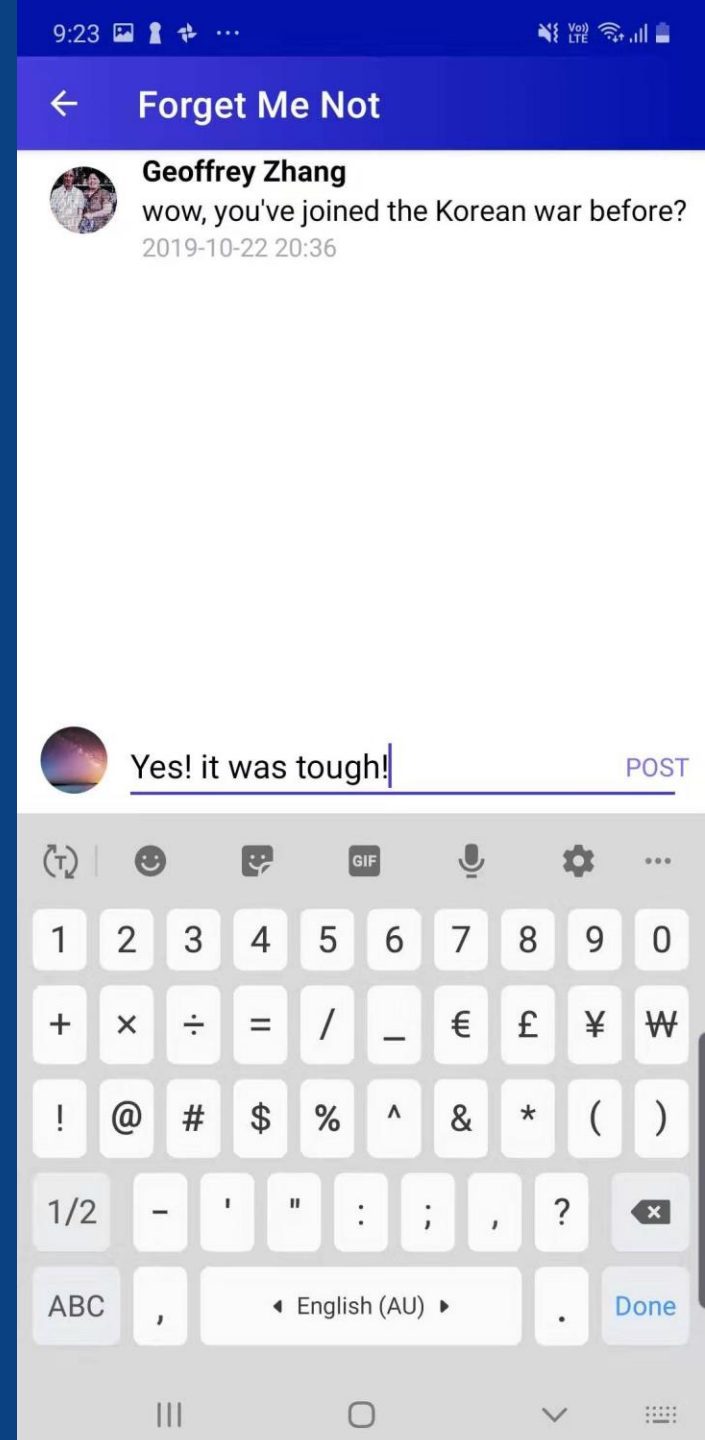 9:23
Vo)) LTE
Forget Me Not
Geoffrey Zhang
wow, you've joined the Korean war before?
2019-10-22 20:36
Yes! it was tough!
POST
T GIF
1 2 3 4 5 6 7 8 9 0
+ × ÷ = / _ € £ ¥ ₩
! @ # $ % ^ & * ( )
1/2 - ' " : ; , ?
ABC , English (AU) . Done